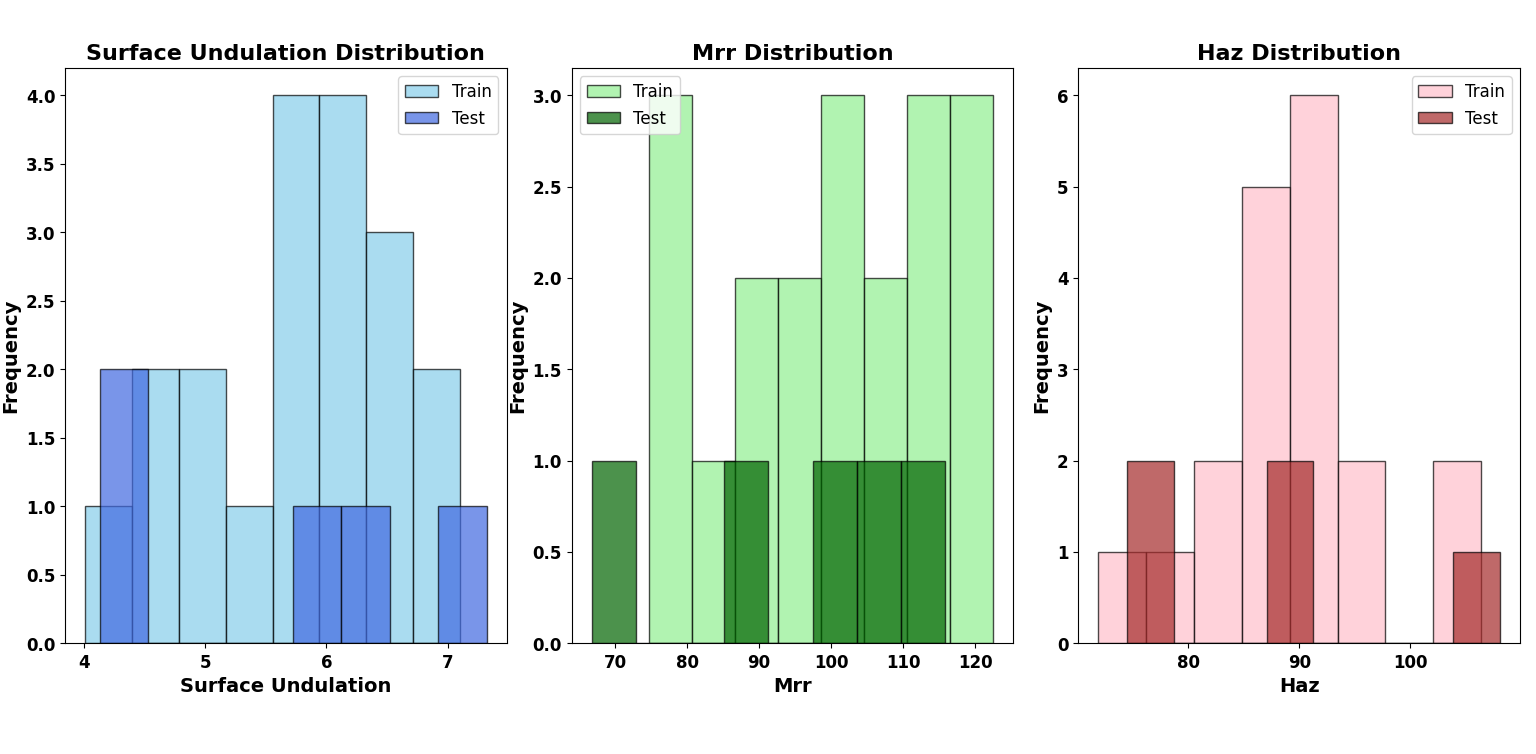 Surface Undulation Distribution
Train
Test
4.0
3.5
3.0
2.5
2.0
1.5
1.0
0.5
0.0
Frequency
4 5 6 7
Surface Undulation
Mrr Distribution
Train
Test
3.0
2.5
2.0
1.5
1.0
0.5
0.0
Frequency
70 80 90 100 110 120
Mrr
Haz Distribution
Train
Test
6
5
4
3
2
1
0
Frequency
80 90 100
Haz